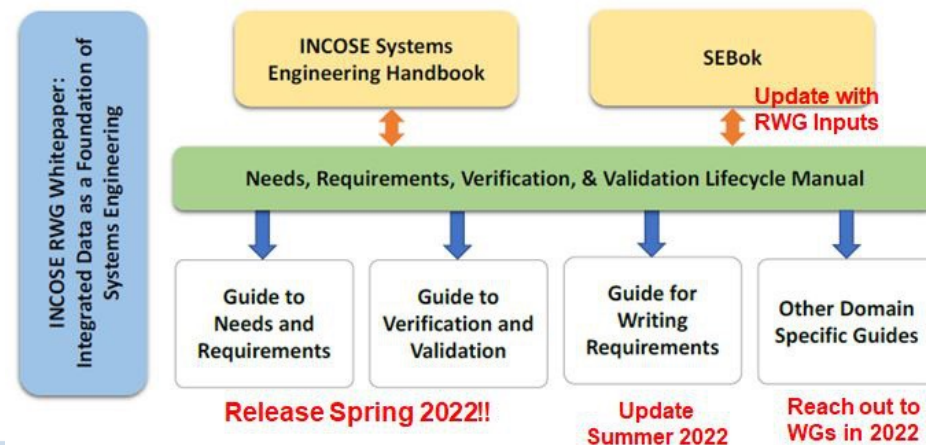 INCOSE RWG Whitepaper:
Integrated Data as a Foundation of
Systems Engineering
INCOSE Systems
Engineering Handbook
SEBok
Update with
RWG Inputs
Needs, Requirements, Verification, & Validation Lifecycle Manual
Guide to
Needs and
Requirements
Guide to
Verification and
Validation
Guide for
Writing
Requirements
Other Domain
Specific Guides
Release Spring 2022!!
Update
Summer 2022
Reach out to
WGs in 2022